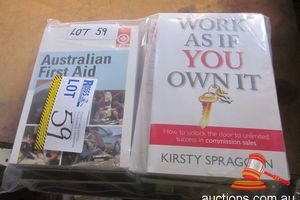 LOT 59
Australian
First Aid
LOT
59
WORK
AS IF
YOU
OWN IT
How to unlock the door to unlimited
success in commission sales
KIRSTY SPRAGGON
auctions.com.au